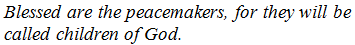 Blessed are the peacemakers, for they will be
called children of God.